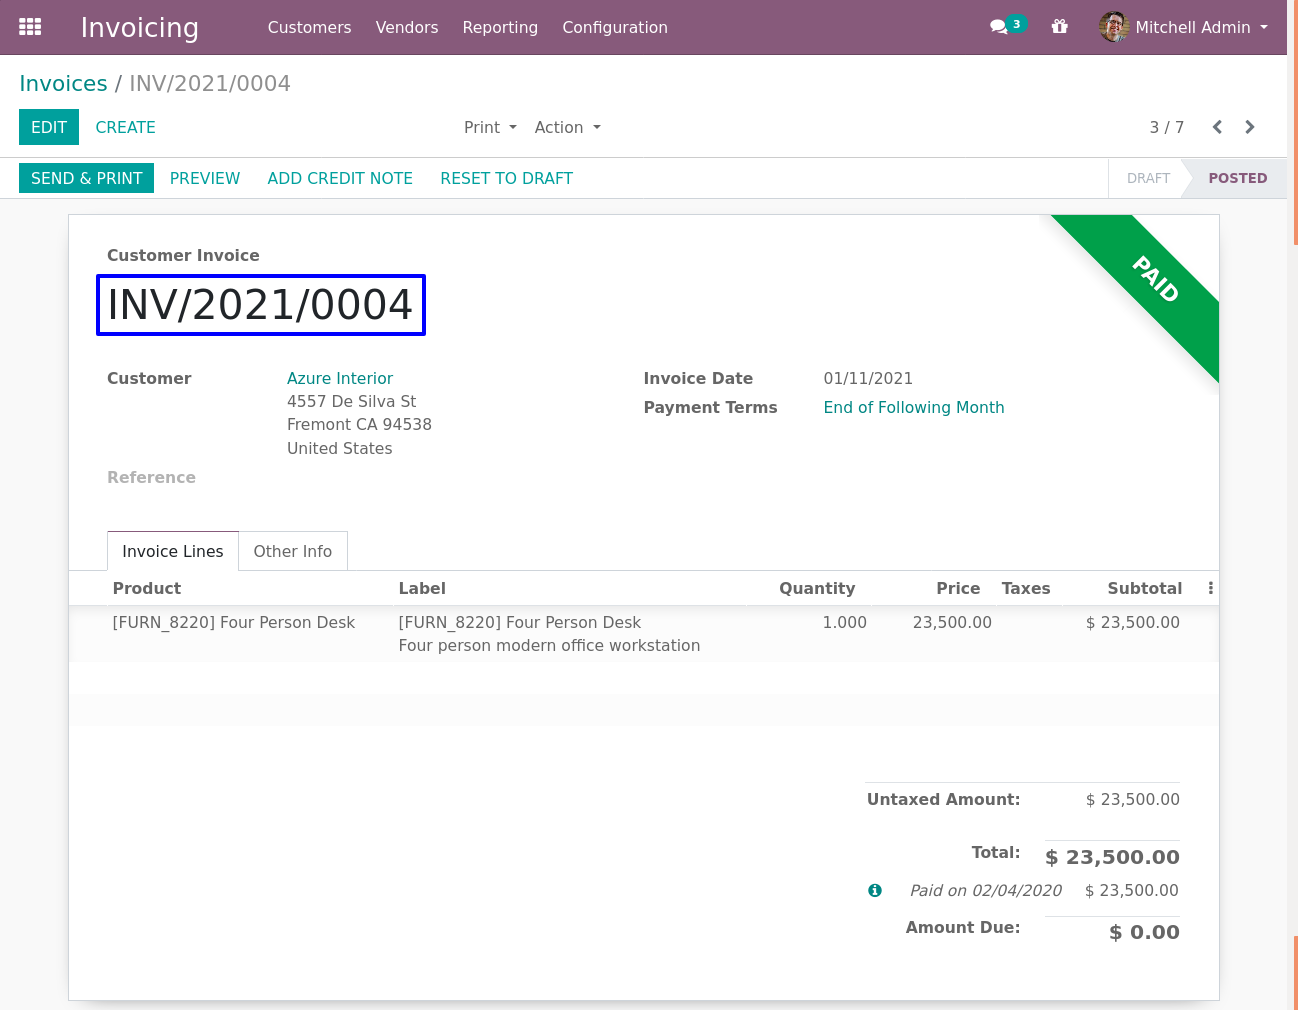 Invoicing Customers Vendors Reporting Configuration 3 Mitchell Admin
Invoices / INV/2021/0004
EDIT CREATE Print Action 3 / 7
SEND & PRINT PREVIEW ADD CREDIT NOTE RESET TO DRAFT DRAFT POSTED
Customer Invoice
PAID
INV/2021/0004
Customer Azure Interior Invoice Date 01/11/2021
4557 De Silva St Payment Terms End of Following Month
Fremont CA 94538
United States
Reference
Invoice Lines Other Info
Product Label Quantity Price Taxes Subtotal
[FURN_8220] Four Person Desk [FURN_8220] Four Person Desk 1.000 23,500.00 $ 23,500.00
Four person modern office workstation
Untaxed Amount: $ 23,500.00
Total: $ 23,500.00
Paid on 02/04/2020 $ 23,500.00
Amount Due: $ 0.00